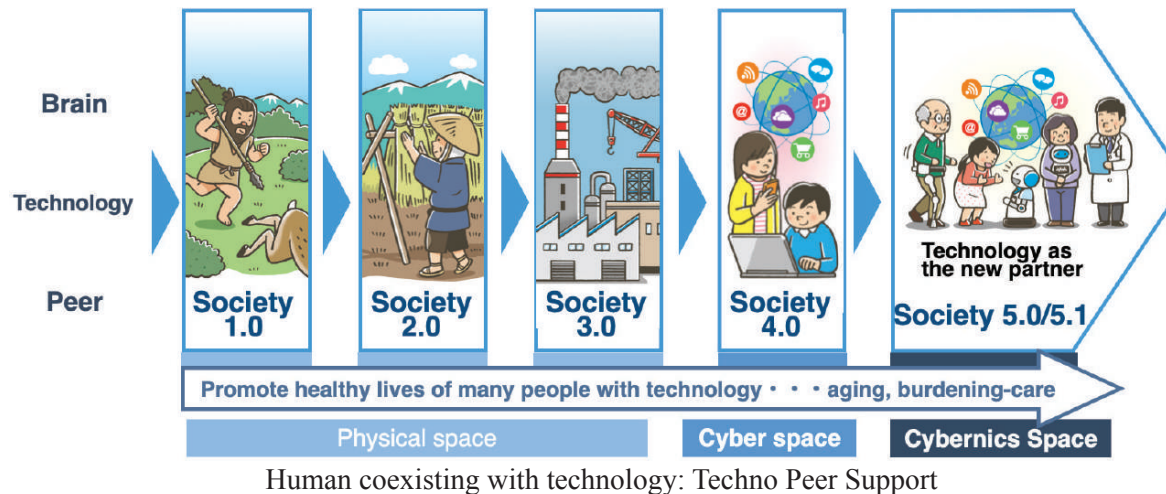 Brain
Technology
Peer
Society
1.0
Society
2.0
Society
3.0
@
Society
4.0
@
Technology as
the new partner
Society 5.0/5.1
Promote healthy lives of many people with technology・・・aging, burdening-care
Physical space
Cyber space
Cybernics Space
Human coexisting with technology: Techno Peer Support